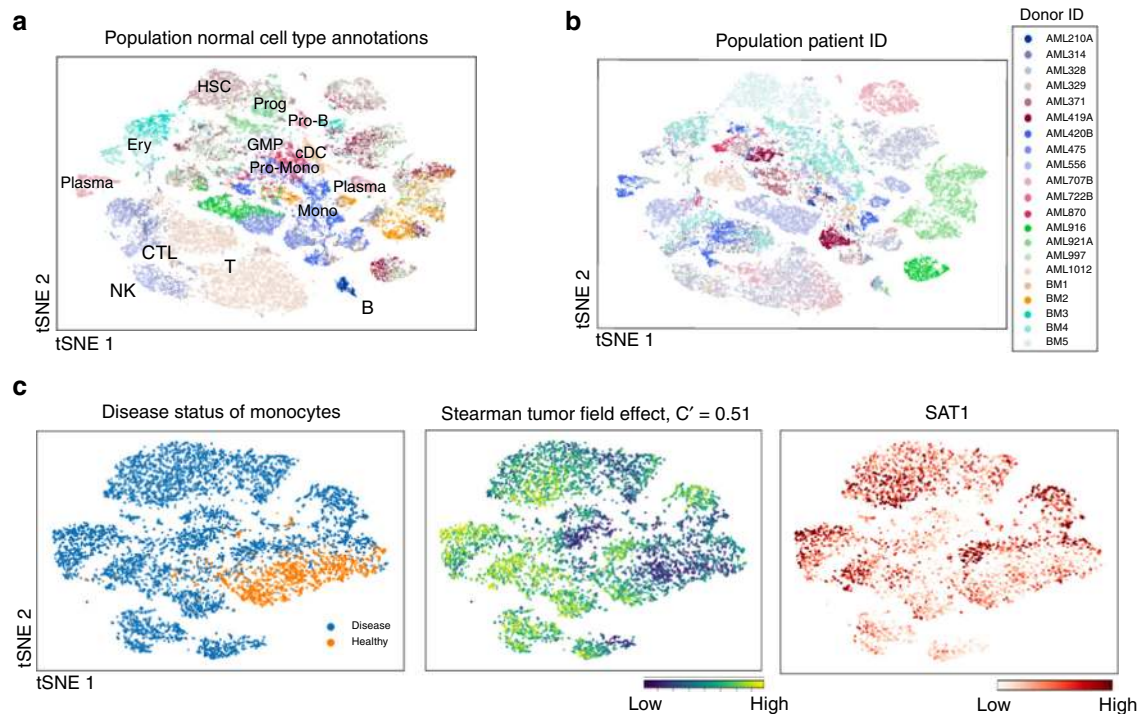 a
Population normal cell type annotations
HSC
Prog
Pro-B
Ery
GMP
cDC
Pro-Mono
Plasma
Plasma
Mono
CTL
T
NK
B
tSNE 2
tSNE 1
b
Population patient ID
tSNE 2
tSNE 1
Donor ID
AML210A
AML314
AML328
AML329
AML371
AML419A
AML420B
AML475
AML556
AML707B
AML722B
AML870
AML916
AML921A
AML997
AML1012
BM1
BM2
BM3
BM4
BM5
c
Disease status of monocytes
Disease
Healthy
tSNE 2
tSNE 1
Stearman tumor field effect, C′ = 0.51
Low High
SAT1
Low High